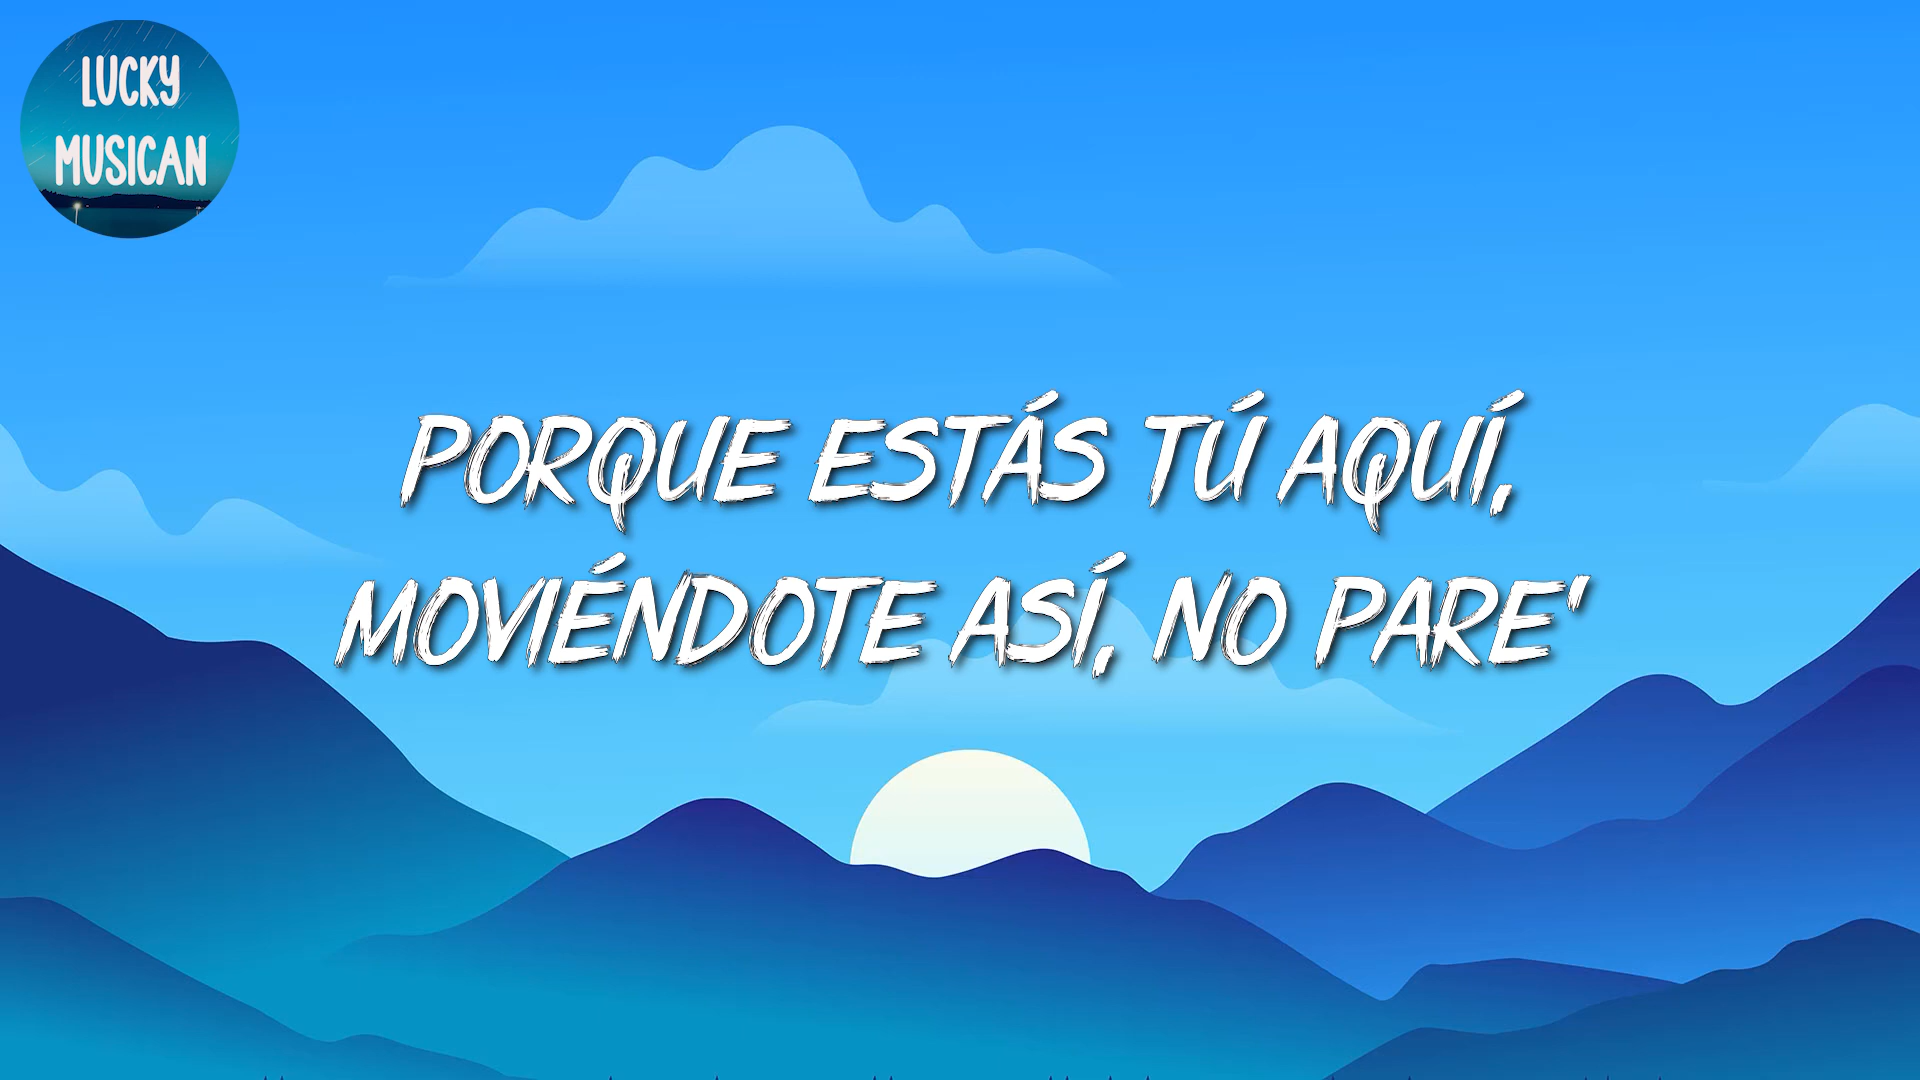 LUCKY
MUSICAN
PORQUE ESTÁS TÚ AQUÍ,
MOVIÉNDOTE ASÍ, NO PARE'